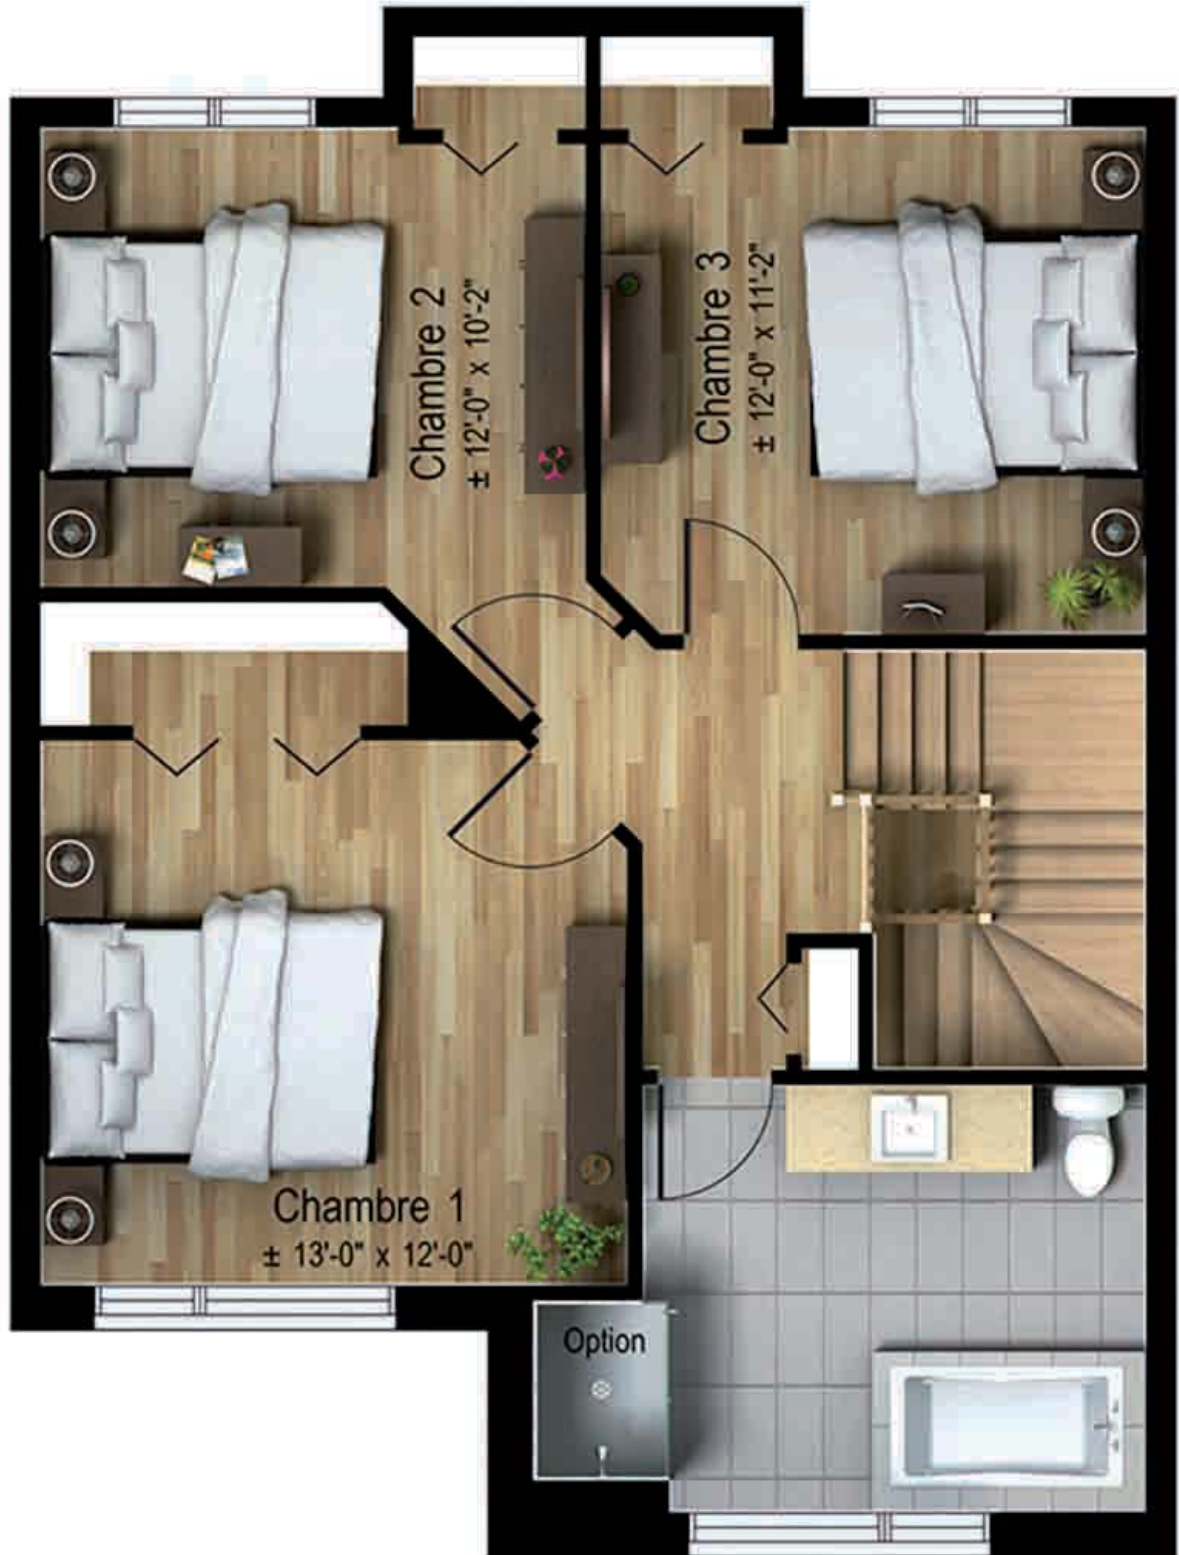 Chambre 2
± 12'-0" x 10'-2"
Chambre 3
± 12'-0" x 11'-2"
Chambre 1
± 13'-0" x 12'-0"
Option